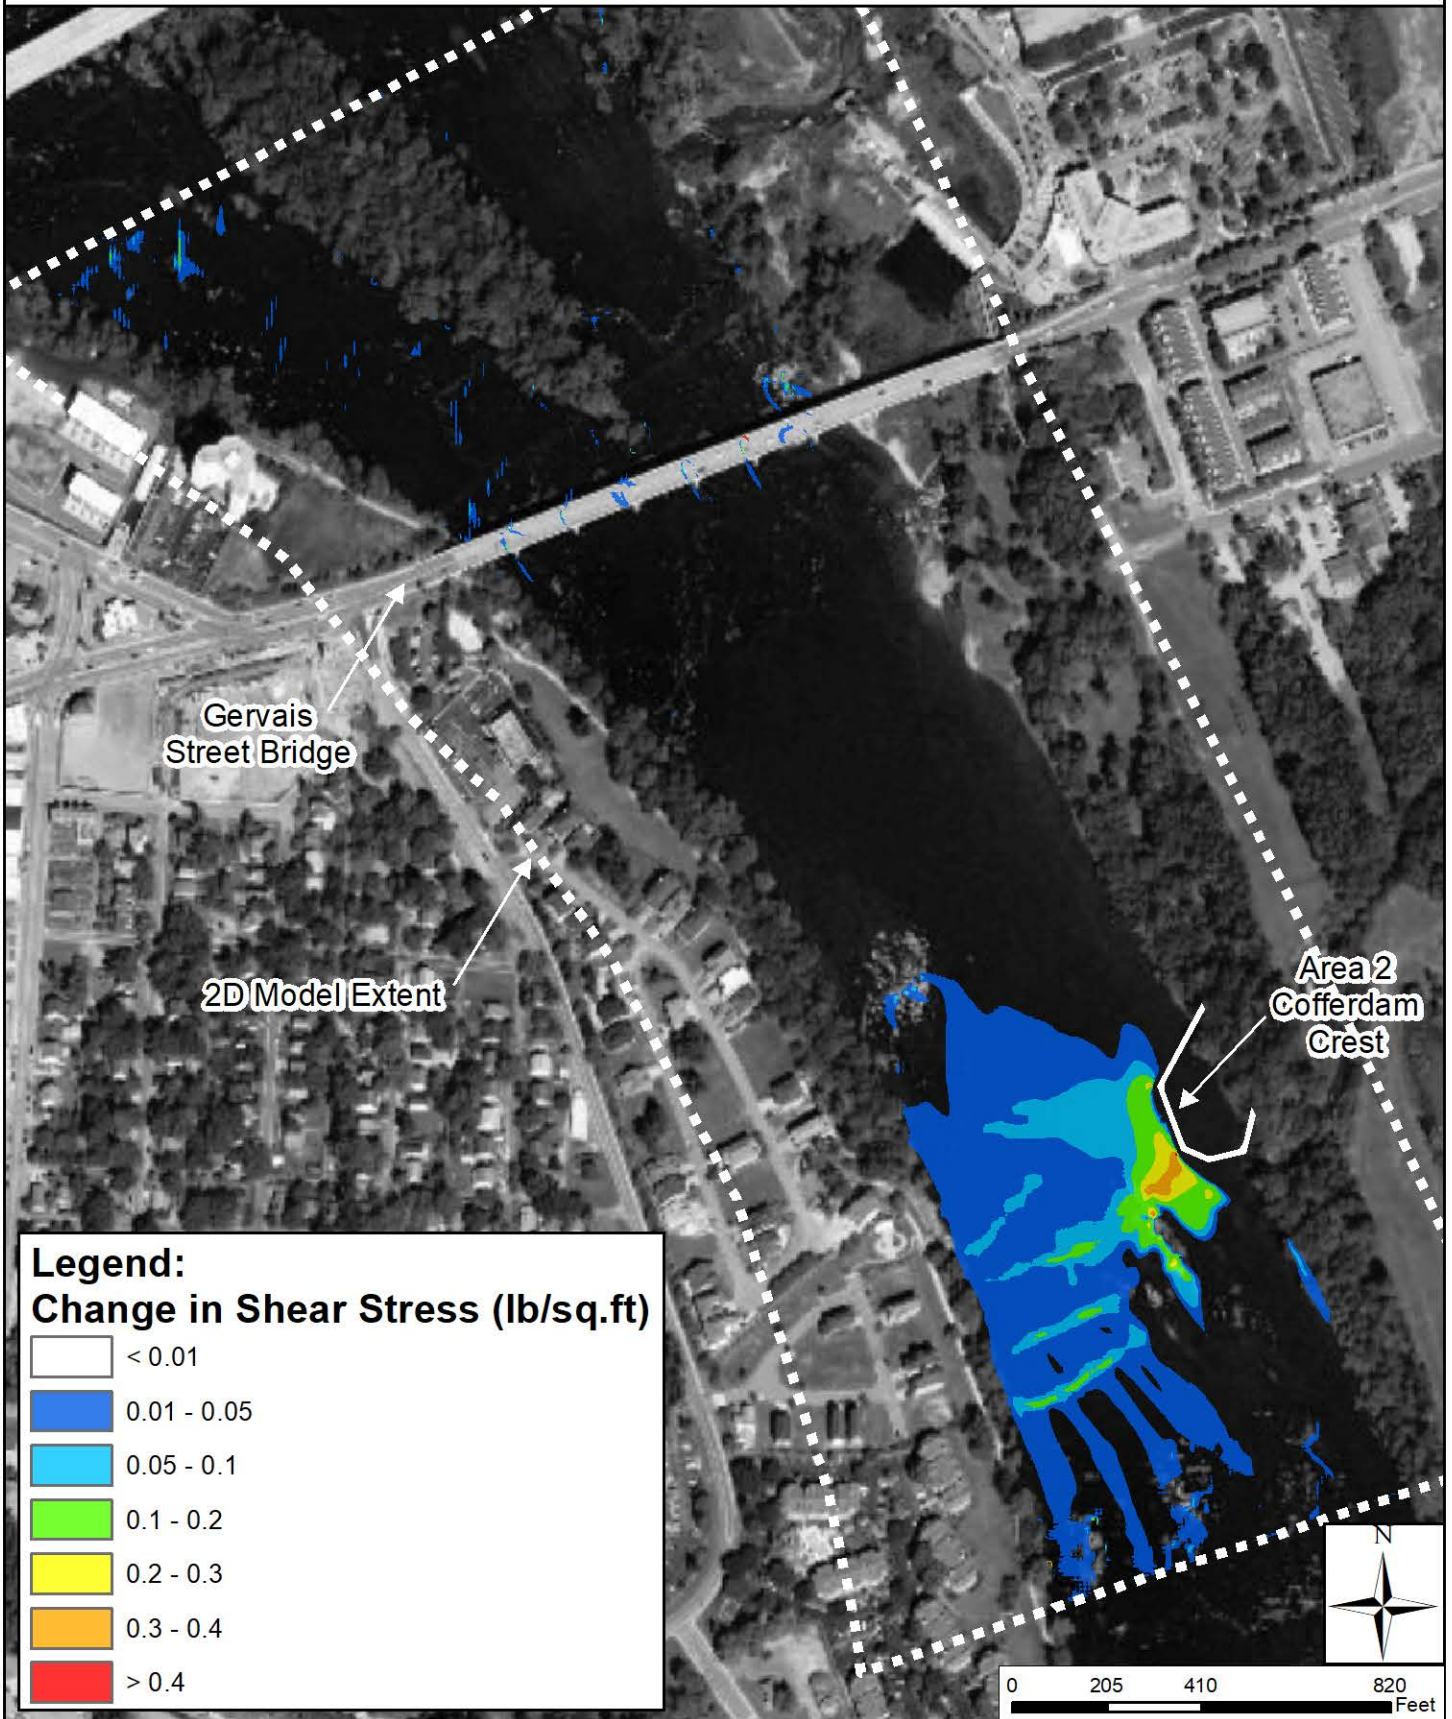 Gervais
Street Bridge
2D Model Extent
Area 2
Cofferdam
Crest
Legend:
Change in Shear Stress (lb/sq.ft)
< 0.01
0.01 - 0.05
0.05 - 0.1
0.1 - 0.2
0.2 - 0.3
0.3 - 0.4
> 0.4
N
0 205 410 820
Feet